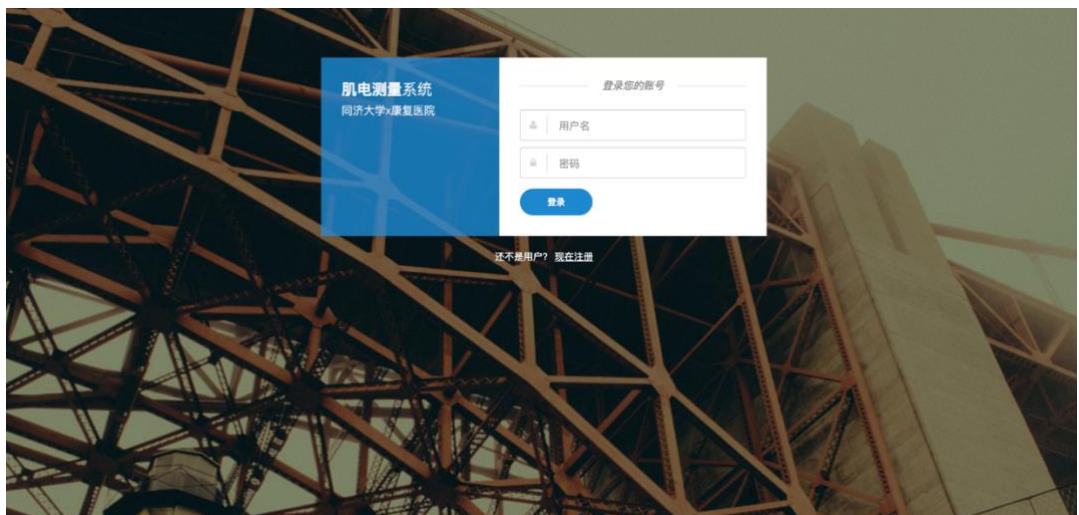 肌电测量系统
同济大学x康复医院
登录您的账号
用户名
密码
登录
还不是用户? 现在注册